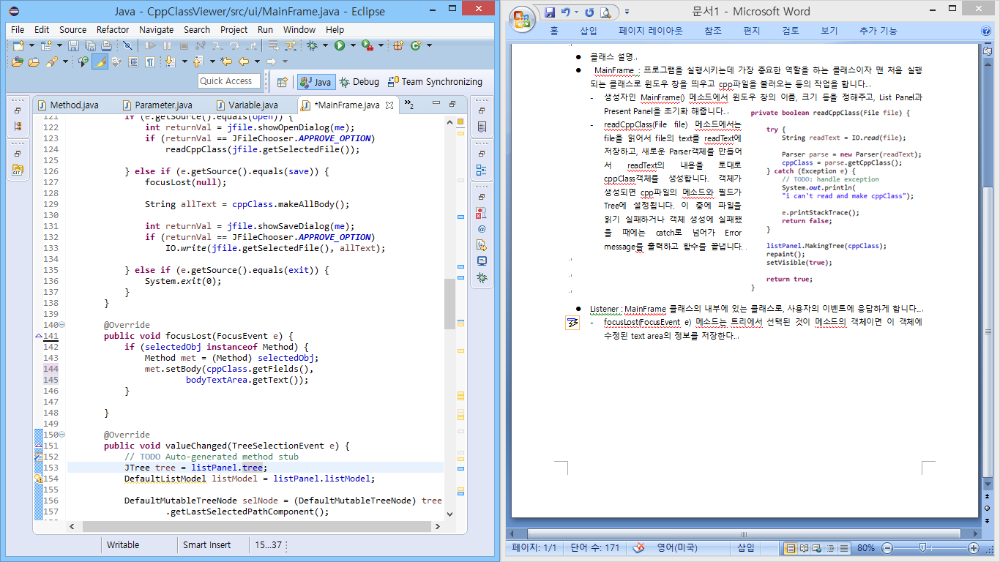 Java - CppClassViewer/src/ui/MainFrame.java - Eclipse
File Edit Source Refactor Navigate Search Project Run Window Help
Quick Access
Java
Debug
Team Synchronizing
Method.java
Parameter.java
Variable.java
*MainFrame.java
»2
121 if (e.getSource().equals(open)) {
122 int returnVal = jfile.showOpenDialog(me);
123 if (returnVal == JFileChooser.APPROVE_OPTION)
124 readCppClass(jfile.getSelectedFile());
125
126 } else if (e.getSource().equals(save)) {
127 focusLost(null);
128
129 String allText = cppClass.makeAllBody();
130
131 int returnVal = jfile.showSaveDialog(me);
132 if (returnVal == JFileChooser.APPROVE_OPTION)
133 IO.write(jfile.getSelectedFile(), allText);
134
135 } else if (e.getSource().equals(exit)) {
136 System.exit(0);
137 }
138 }
139
140 @Override
141 public void focusLost(FocusEvent e) {
142 if (selectedObj instanceof Method) {
143 Method met = (Method) selectedObj;
144 met.setBody(cppClass.getFields(),
145 bodyTextArea.getText());
146 }
147
148 }
149
150 @Override
151 public void valueChanged(TreeSelectionEvent e) {
152 // TODO Auto-generated method stub
153 JTree tree = listPanel.tree;
154 DefaultListModel listModel = listPanel.listModel;
155
156 DefaultMutableTreeNode selNode = (DefaultMutableTreeNode) tree
157 .getLastSelectedPathComponent();
Writable
Smart Insert
15...37
문서1 - Microsoft Word
홈 삽입 페이지 레이아웃 참조 편지 검토 보기 추가 기능
● 클래스 설명.
● MainFrame : 프로그램을 실행시키는데 가장 중요한 역할을 하는 클래스이자 맨 처음 실행
되는 클래스로 윈도우 창을 띄우고 cpp파일을 불러오는 등의 작업을 합니다.
- 생성자인 MainFrame() 메소드에서 윈도우 창의 이름, 크기 등을 정해주고, List Panel과
Present Panel을 초기화 해줍니다.
- readCppClass(File file) 메소드에서는
file을 읽어서 file의 text를 readText에
저장하고, 새로운 Parser객체를 만들어
서 readText의 내용을 토대로
cppClass객체를 생성합니다. 객체가
생성되면 cpp파일의 메소드와 필드가
Tree에 설정됩니다. 이 중에 파일을
읽기 실패하거나 객체 생성에 실패했
을 때에는 catch로 넘어가 Error
message를 출력하고 함수를 끝냅니다.
private boolean readCppClass(File file) {
try {
String readText = IO.read(file);
Parser parse = new Parser(readText);
cppClass = parse.getCppClass();
} catch (Exception e) {
// TODO: handle exception
System.out.println(
"i can't read and make cppClass");
e.printStackTrace();
return false;
}
listPanel.MakingTree(cppClass);
repaint();
setVisible(true);
return true;
}
● Listener : MainFrame 클래스의 내부에 있는 클래스로, 사용자의 이벤트에 응답하게 합니다.
- focusLost(FocusEvent e) 메소드는 트리에서 선택된 것이 메소드의 객체이면 이 객체에
수정된 text area의 정보를 저장한다.
페이지: 1/1 단어 수: 171 영어(미국) 삽입 80%